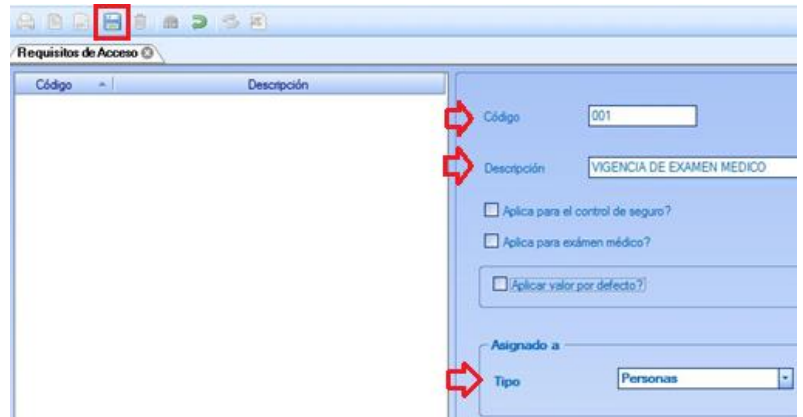 Requisitos de Acceso
Código Descripción
Código 001
Descripción VIGENCIA DE EXAMEN MEDICO
Aplica para el control de seguro?
Aplica para exámen médico?
Aplicar valor por defecto?
Asignado a
Tipo Personas